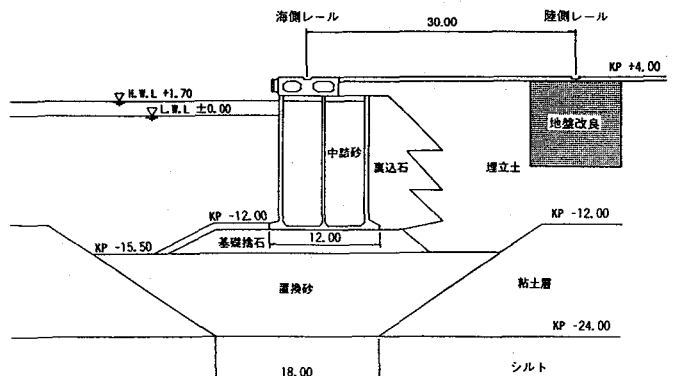 海側レール
陸側レール
30.00
KP +4.00
H.W.L +1.70
L.W.L ±0.00
地盤改良
中詰砂
裏込石
埋立土
KP -12.00
KP -12.00
KP -15.50
基礎捨石
12.00
置換砂
粘土層
KP -24.00
18.00
シルト